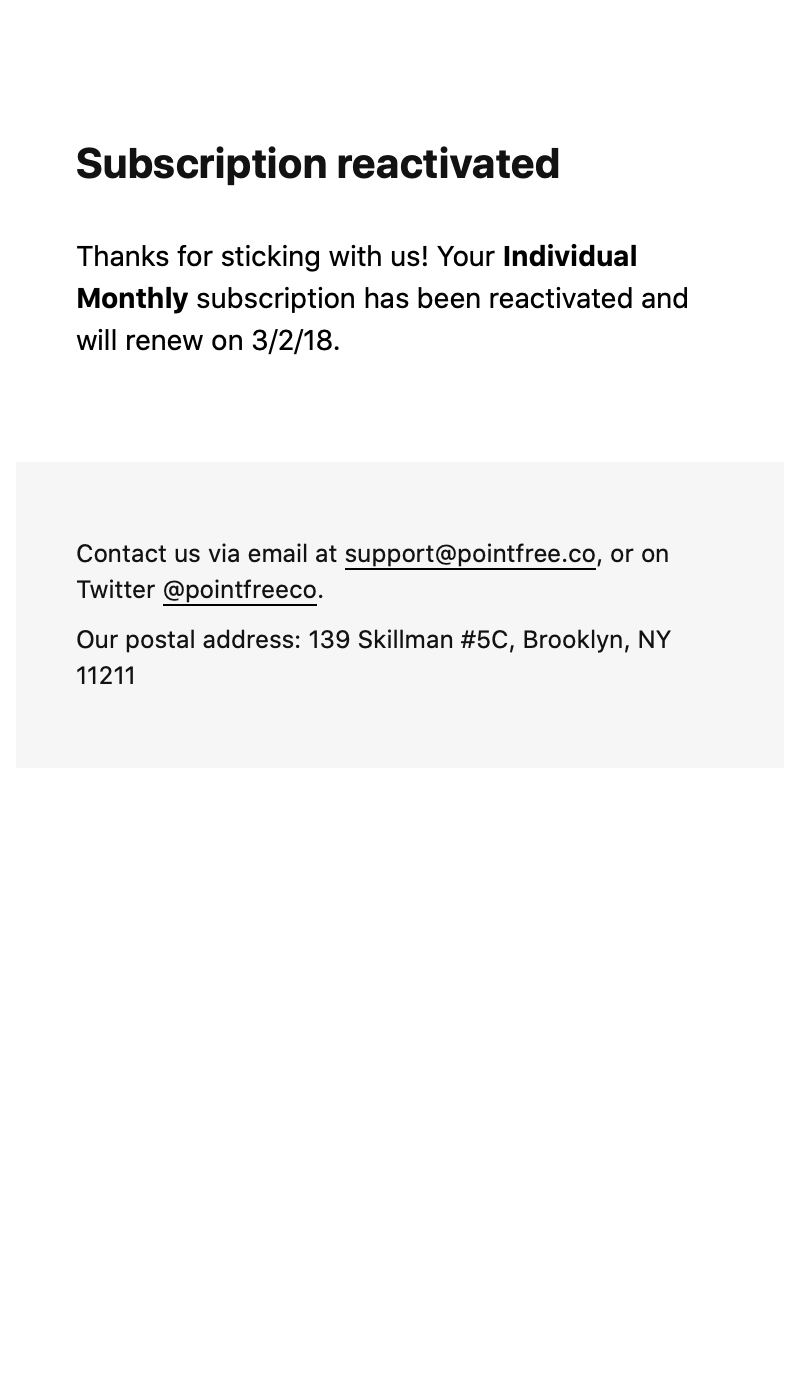 Subscription reactivated
Thanks for sticking with us! Your Individual
Monthly subscription has been reactivated and
will renew on 3/2/18.
Contact us via email at support@pointfree.co, or on
Twitter @pointfreeco.
Our postal address: 139 Skillman #5C, Brooklyn, NY
11211